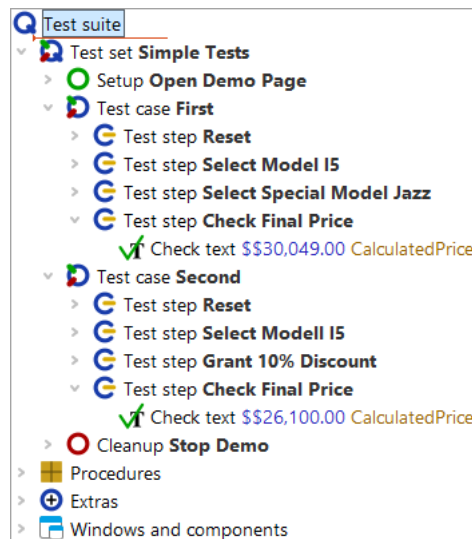 Test suite
Test set Simple Tests
Setup Open Demo Page
Test case First
Test step Reset
Test step Select Model I5
Test step Select Special Model Jazz
Test step Check Final Price
Check text $$30,049.00 CalculatedPrice
Test case Second
Test step Reset
Test step Select Modell I5
Test step Grant 10% Discount
Test step Check Final Price
Check text $$26,100.00 CalculatedPrice
Cleanup Stop Demo
Procedures
Extras
Windows and components